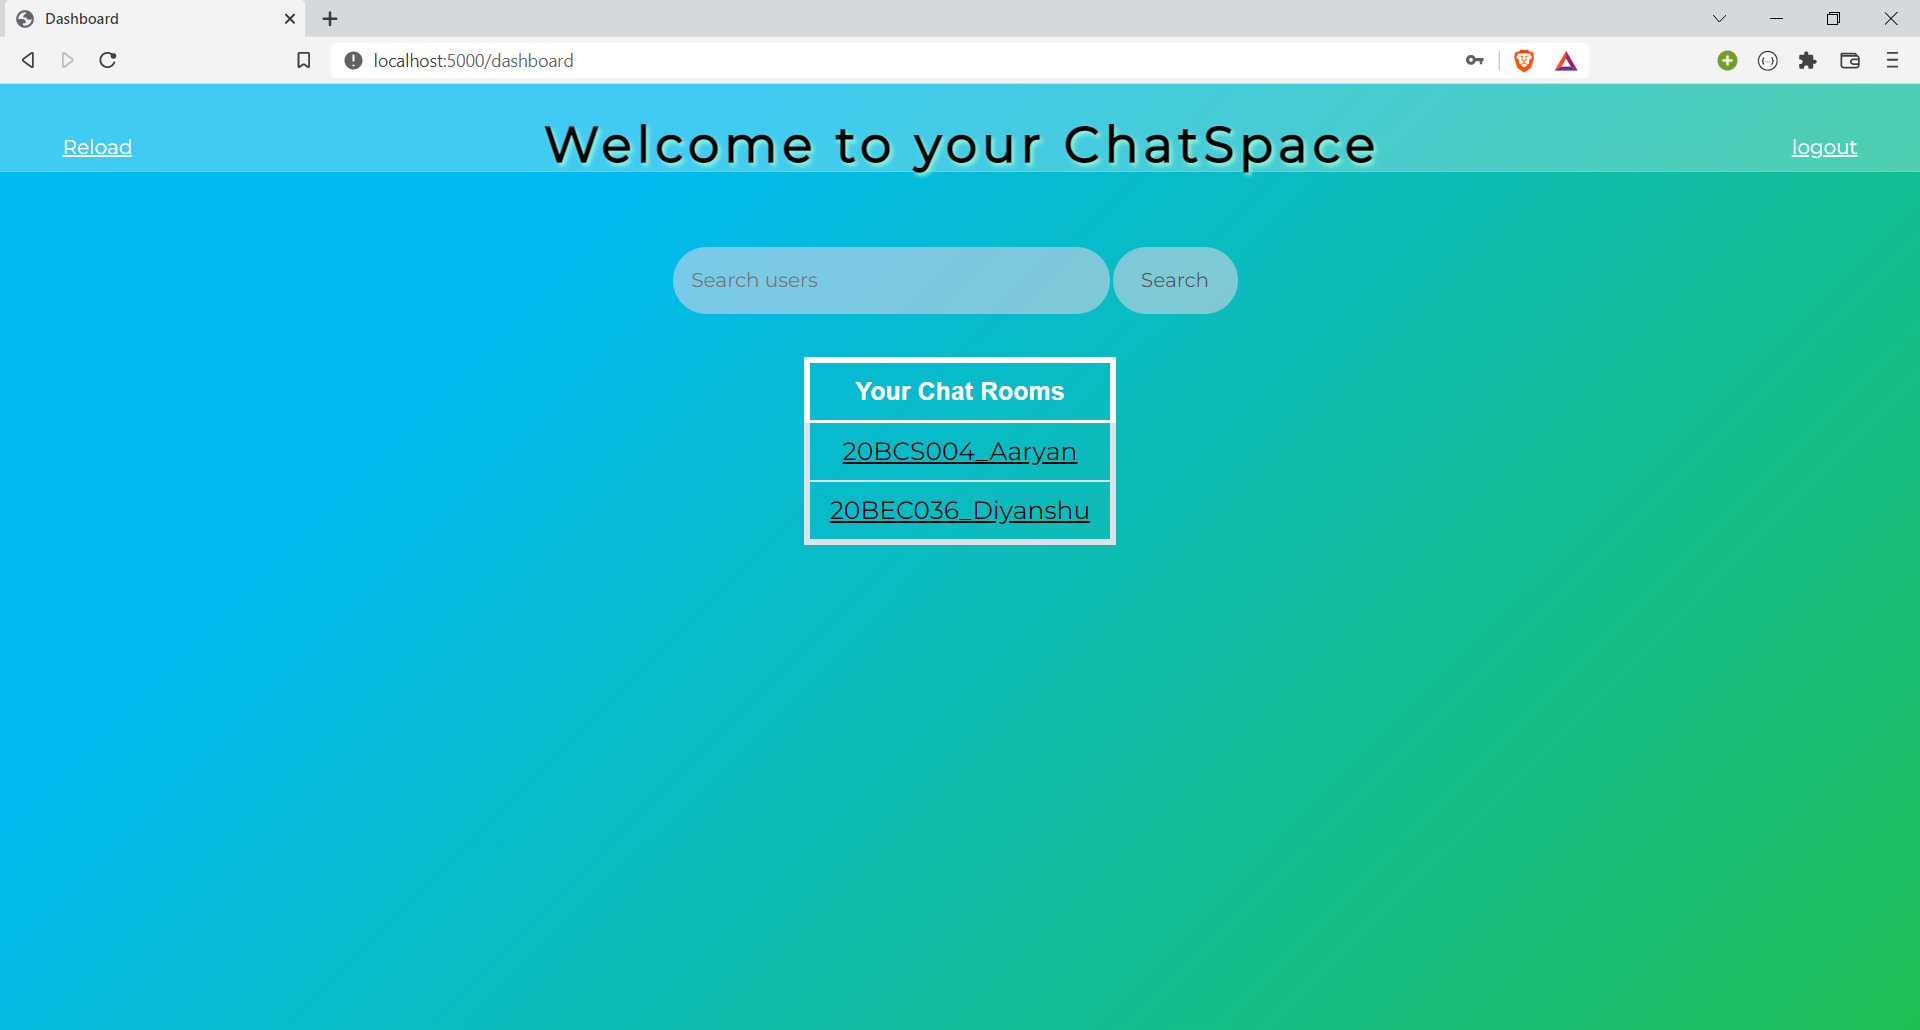 Dashboard
localhost:5000/dashboard
Reload
Welcome to your ChatSpace
logout
Search users
Search
Your Chat Rooms
20BCS004_Aaryan
20BEC036_Diyanshu